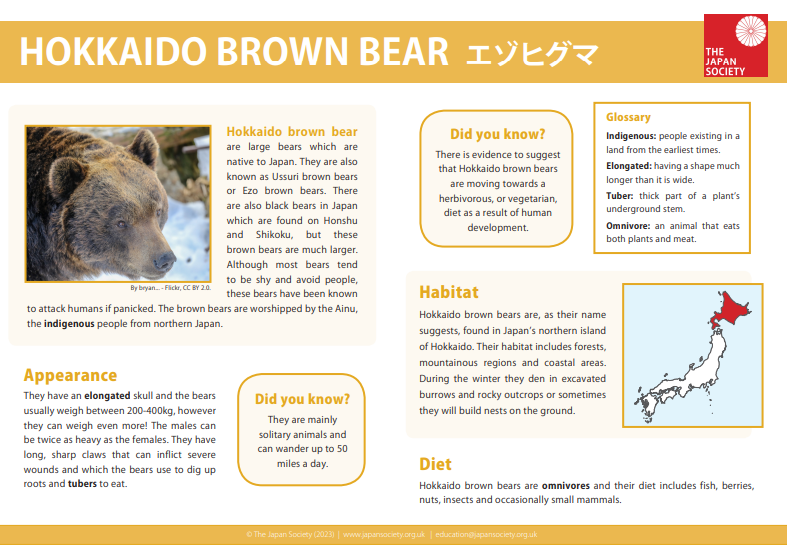 HOKKAIDO BROWN BEAR エゾヒグマ
THE
JAPAN
SOCIETY
Hokkaido brown bear
are large bears which are
native to Japan. They are also
known as Ussuri brown bears
or Ezo brown bears. There
are also black bears in Japan
which are found on Honshu
and Shikoku, but these
brown bears are much larger.
Although most bears tend
to be shy and avoid people,
these bears have been known
to attack humans if panicked. The brown bears are worshipped by the Ainu,
the indigenous people from northern Japan.
By bryan... - Flickr, CC BY 2.0.
Appearance
They have an elongated skull and the bears
usually weigh between 200-400kg, however
they can weigh even more! The males can
be twice as heavy as the females. They have
long, sharp claws that can inflict severe
wounds and which the bears use to dig up
roots and tubers to eat.
Did you know?
They are mainly
solitary animals and
can wander up to 50
miles a day.
Did you know?
There is evidence to suggest
that Hokkaido brown bears
are moving towards a
herbivorous, or vegetarian,
diet as a result of human
development.
Glossary
Indigenous: people existing in a
land from the earliest times.
Elongated: having a shape much
longer than it is wide.
Tuber: thick part of a plant's
underground stem.
Omnivore: an animal that eats
both plants and meat.
Habitat
Hokkaido brown bears are, as their name
suggests, found in Japan's northern island
of Hokkaido. Their habitat includes forests,
mountainous regions and coastal areas.
During the winter they den in excavated
burrows and rocky outcrops or sometimes
they will build nests on the ground.
Diet
Hokkaido brown bears are omnivores and their diet includes fish, berries,
nuts, insects and occasionally small mammals.
© The Japan Society (2023) | www.japansociety.org.uk | education@japansociety.org.uk